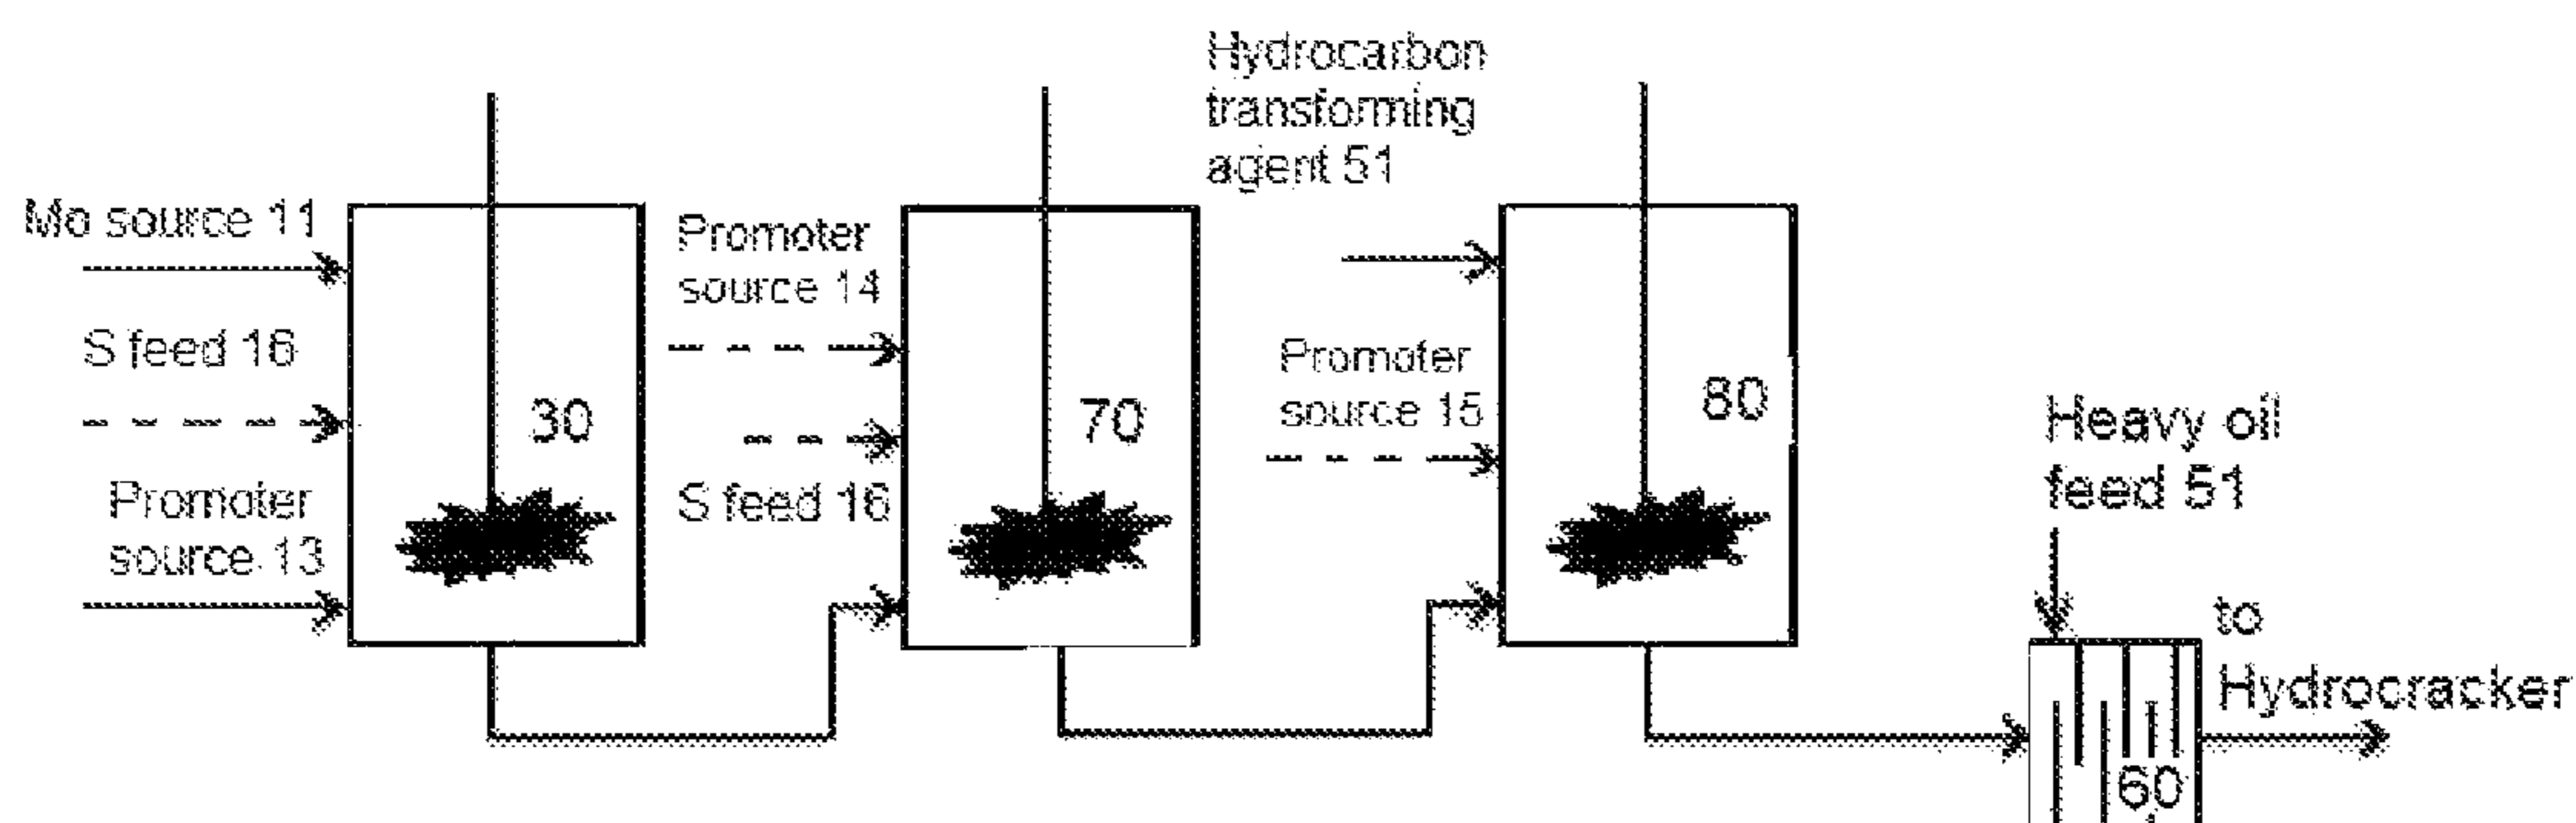 Mo source 11
S feed 16
Promoter
source 13
30
Promoter
source 14
S feed 16
70
Hydrocarbon
transforming
agent 51
Promoter
source 15
80
Heavy oil
feed 51
to
Hydrocracker
60